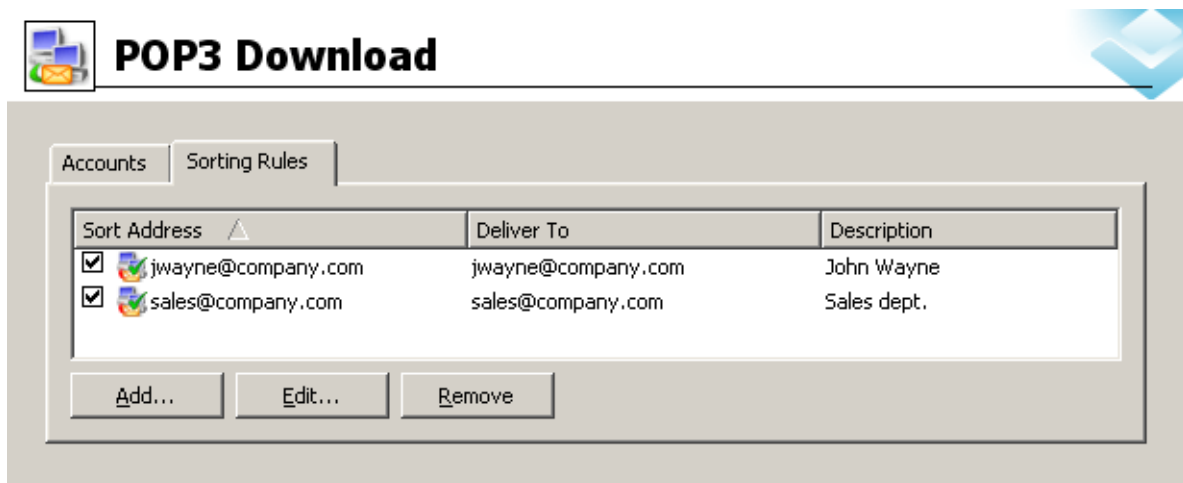 POP3 Download
Accounts Sorting Rules
Sort Address Deliver To Description
jwayne@company.com jwayne@company.com John Wayne
sales@company.com sales@company.com Sales dept.
Add... Edit... Remove